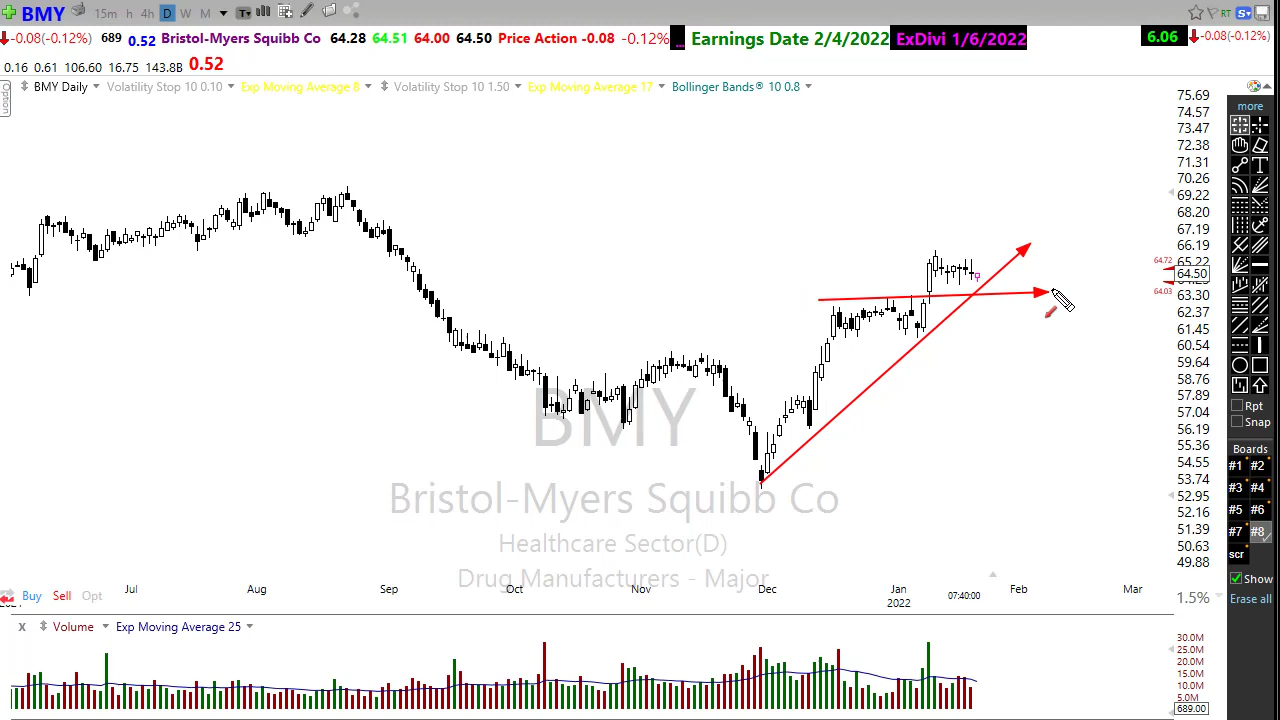 BMY 15m h 4h D W M T RT S
-0.08(-0.12%) 689 0.52 Bristol-Myers Squibb Co 64.28 64.51 64.00 64.50 Price Action -0.08 -0.12% ... Earnings Date 2/4/2022 ExDivi 1/6/2022 6.06 -0.08(-0.12%)
0.16 0.61 106.60 16.75 143.8B 0.52
Option BMY Daily Volatility Stop 10 0.10 Exp Moving Average 8 Volatility Stop 10 1.50 Exp Moving Average 17 Bollinger Bands® 10 0.8
75.69
more
74.57
73.47
72.38
71.31
70.26
69.22
68.20
67.19
66.19
65.22
64.72
64.50
64.03
63.30
62.37
61.45
60.54
59.64
58.76
57.89
Rpt
57.04
Snap
56.19
BMY
55.36
Boards
54.55
#1 #2
53.74
#3 #4
52.95
Bristol-Myers Squibb Co
52.16
#5 #6
51.39
#7 #8
Healthcare Sector(D)
50.63
scr
49.88
Drug Manufacturers - Major
Show
Jul Aug Sep Oct Nov Dec Jan Feb Mar
Buy Sell Opt 07:40:00 1.5% Erase all
2022
X Volume Exp Moving Average 25
30.0M
25.0M
20.0M
15.0M
10.0M
5.0M
689.00